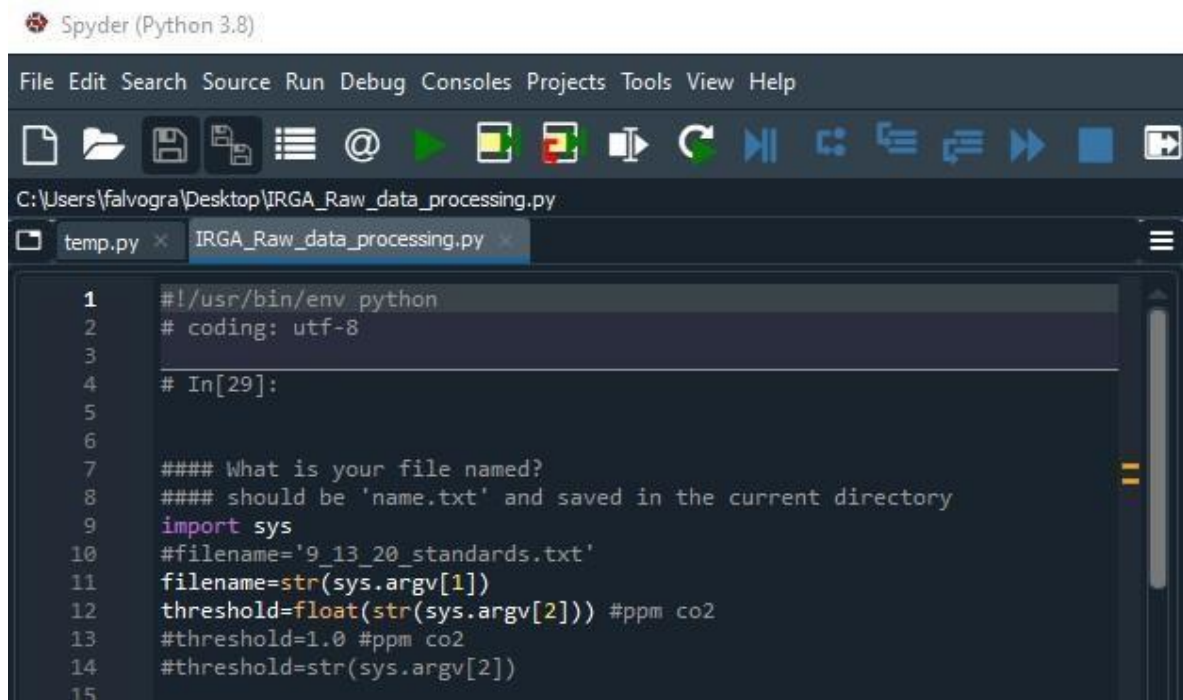 Spyder (Python 3.8)
File Edit Search Source Run Debug Consoles Projects Tools View Help
C:\Users\falvogra\Desktop\IRGA_Raw_data_processing.py
temp.py IRGA_Raw_data_processing.py
1 #!/usr/bin/env python
2 # coding: utf-8
3
4 # In[29]:
5
6
7 #### What is your file named?
8 #### should be 'name.txt' and saved in the current directory
9 import sys
10 #filename='9_13_20_standards.txt'
11 filename=str(sys.argv[1])
12 threshold=float(str(sys.argv[2])) #ppm co2
13 #threshold=1.0 #ppm co2
14 #threshold=str(sys.argv[2])
15